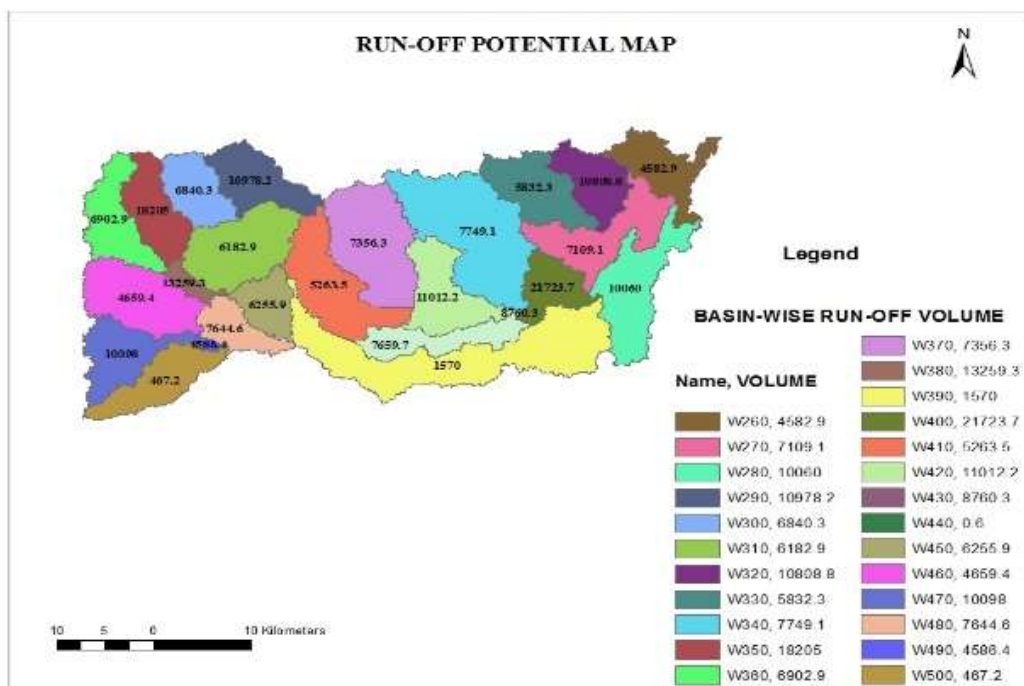 RUN-OFF POTENTIAL MAP
N
4582.9
10978.2
6840.3
5832.3
10808.8
18205
6902.9
7749.1
7109.1
6182.9
7356.3
10060
13259.3
4659.4
5263.5
11012.2
21723.7
6255.9
8760.3
7644.6
7659.7
10098
1570
467.2
Legend
BASIN-WISE RUN-OFF VOLUME
Name, VOLUME
W260, 4582.9
W270, 7109.1
W280, 10060
W290, 10978.2
W300, 6840.3
W310, 6182.9
W320, 10808.8
W330, 5832.3
W340, 7749.1
W350, 18205
W360, 6902.9
W370, 7356.3
W380, 13259.3
W390, 1570
W400, 21723.7
W410, 5263.5
W420, 11012.2
W430, 8760.3
W440, 0.6
W450, 6255.9
W460, 4659.4
W470, 10098
W480, 7644.6
W490, 4586.4
W500, 467.2
10 5 0 10 Kilometers